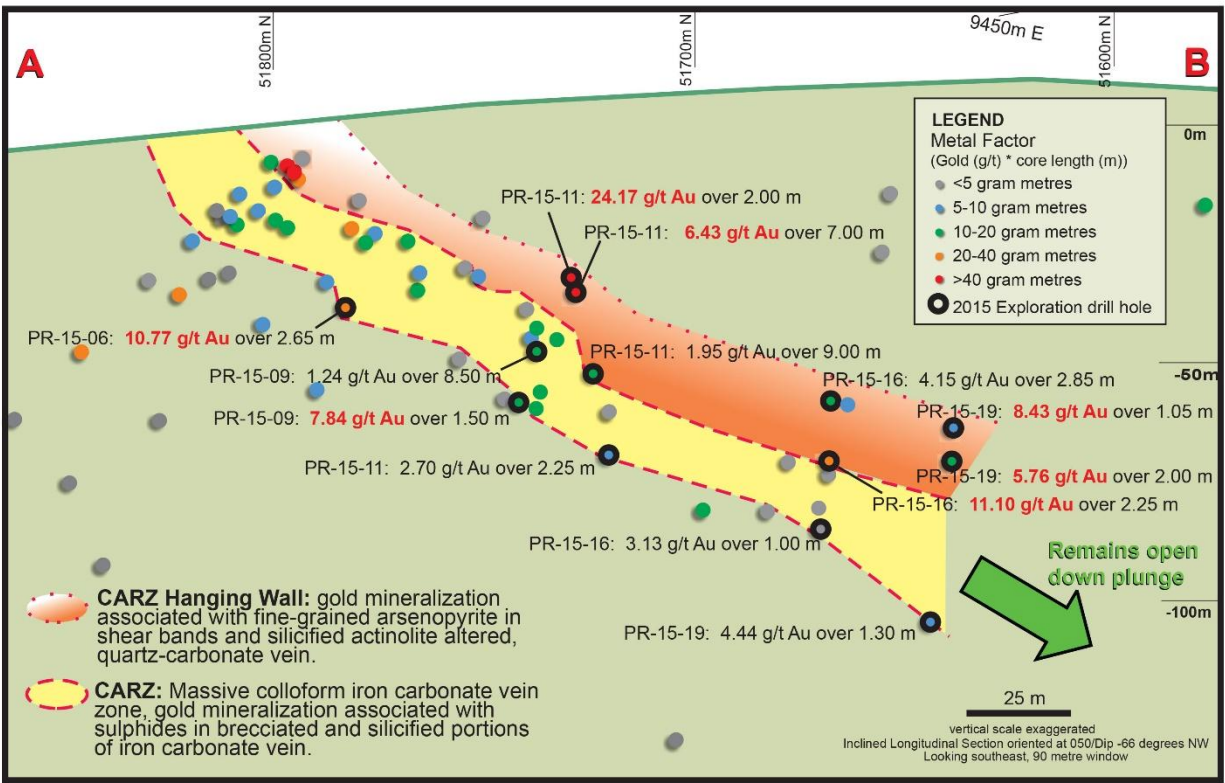 A
51800m N
51700m N
9450m E
51600m N
B
LEGEND
Metal Factor
(Gold (g/t) * core length (m))
<5 gram metres
5-10 gram metres
10-20 gram metres
20-40 gram metres
>40 gram metres
2015 Exploration drill hole
0m
-50m
-100m
PR-15-11: 24.17 g/t Au over 2.00 m
PR-15-11: 6.43 g/t Au over 7.00 m
PR-15-06: 10.77 g/t Au over 2.65 m
PR-15-09: 1.24 g/t Au over 8.50 m
PR-15-11: 1.95 g/t Au over 9.00 m
PR-15-16: 4.15 g/t Au over 2.85 m
PR-15-09: 7.84 g/t Au over 1.50 m
PR-15-19: 8.43 g/t Au over 1.05 m
PR-15-11: 2.70 g/t Au over 2.25 m
PR-15-19: 5.76 g/t Au over 2.00 m
PR-15-16: 11.10 g/t Au over 2.25 m
PR-15-16: 3.13 g/t Au over 1.00 m
PR-15-19: 4.44 g/t Au over 1.30 m
Remains open
down plunge
CARZ Hanging Wall: gold mineralization
associated with fine-grained arsenopyrite in
shear bands and silicified actinolite altered,
quartz-carbonate vein.
CARZ: Massive colloform iron carbonate vein
zone, gold mineralization associated with
sulphides in brecciated and silicified portions
of iron carbonate vein.
25 m
vertical scale exaggerated
Inclined Longitudinal Section oriented at 050/Dip -66 degrees NW
Looking southeast, 90 metre window